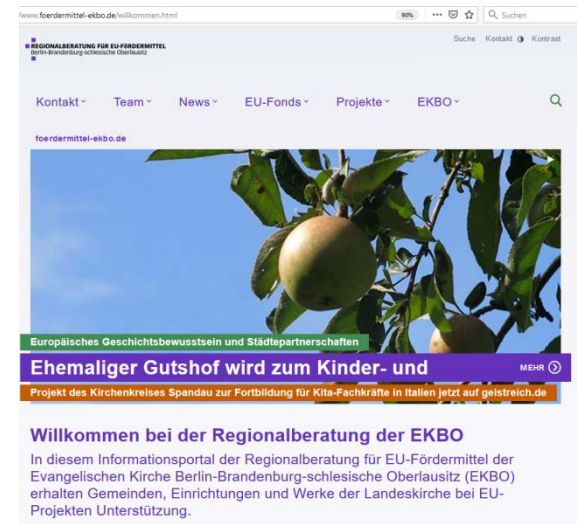 www.foerdermittel-ekbo.de/willkommen.html
90%
Suchen
REGIONALBERATUNG FÜR EU-FÖRDERMITTEL
Berlin-Brandenburg-schlesische Oberlausitz
Suche Kontakt Kontrast
Kontakt Team News EU-Fonds Projekte EKBO
foerdermittel-ekbo.de
Europäisches Geschichtsbewusstsein und Städtepartnerschaften
Ehemaliger Gutshof wird zum Kinder- und
MEHR
Projekt des Kirchenkreises Spandau zur Fortbildung für Kita-Fachkräfte in Italien jetzt auf geistreich.de
Willkommen bei der Regionalberatung der EKBO
In diesem Informationsportal der Regionalberatung für EU-Fördermittel der
Evangelischen Kirche Berlin-Brandenburg-schlesische Oberlausitz (EKBO)
erhalten Gemeinden, Einrichtungen und Werke der Landeskirche bei EU-
Projekten Unterstützung.